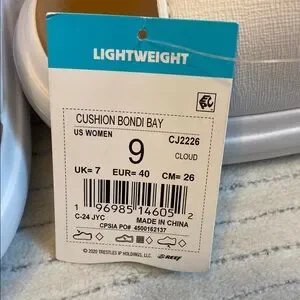 LIGHTWEIGHT
CUSHION BONDI BAY
US WOMEN
CJ2226
9
CLOUD
UK= 7 EUR= 40 CM= 26
1 96985 14605 2
C-24 JYC
MADE IN CHINA
CPSIA PO# 4500162137
© 2020 TRESTLES IP HOLDINGS, LLC.
REEF